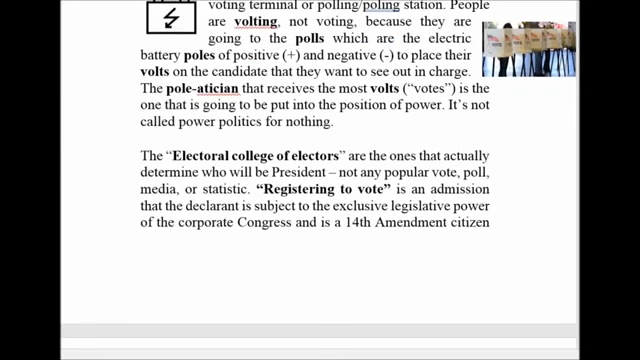 voting terminal or polling/poling station. People
are volting, not voting, because they are
going to the polls which are the electric
battery poles of positive (+) and negative (-) to place their
volts on the candidate that they want to see out in charge.
The pole-atician that receives the most volts (“votes”) is the
one that is going to be put into the position of power. It’s not
called power politics for nothing.
The “Electoral college of electors” are the ones that actually
determine who will be President – not any popular vote, poll,
media, or statistic. “Registering to vote” is an admission
that the declarant is subject to the exclusive legislative power
of the corporate Congress and is a 14th Amendment citizen